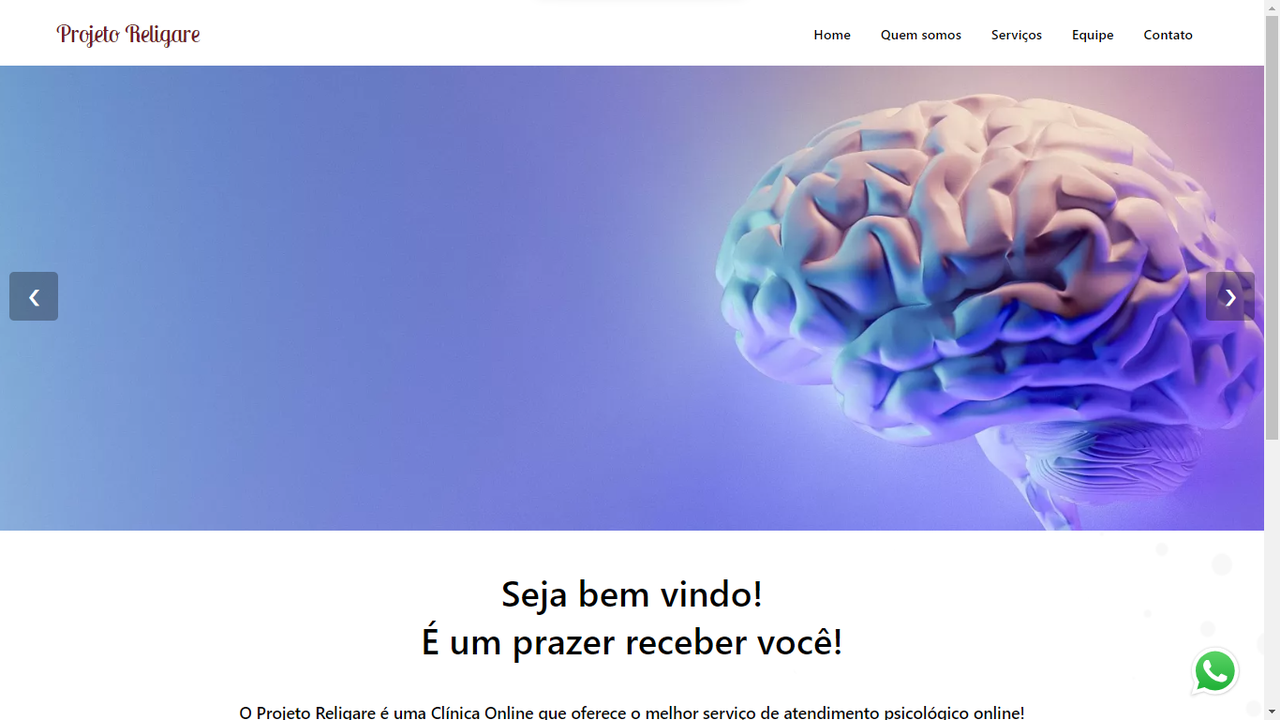 Projeto Religare
Home
Quem somos
Serviços
Equipe
Contato
Seja bem vindo!
É um prazer receber você!
O Projeto Religare é uma Clínica Online que oferece o melhor serviço de atendimento psicológico online!